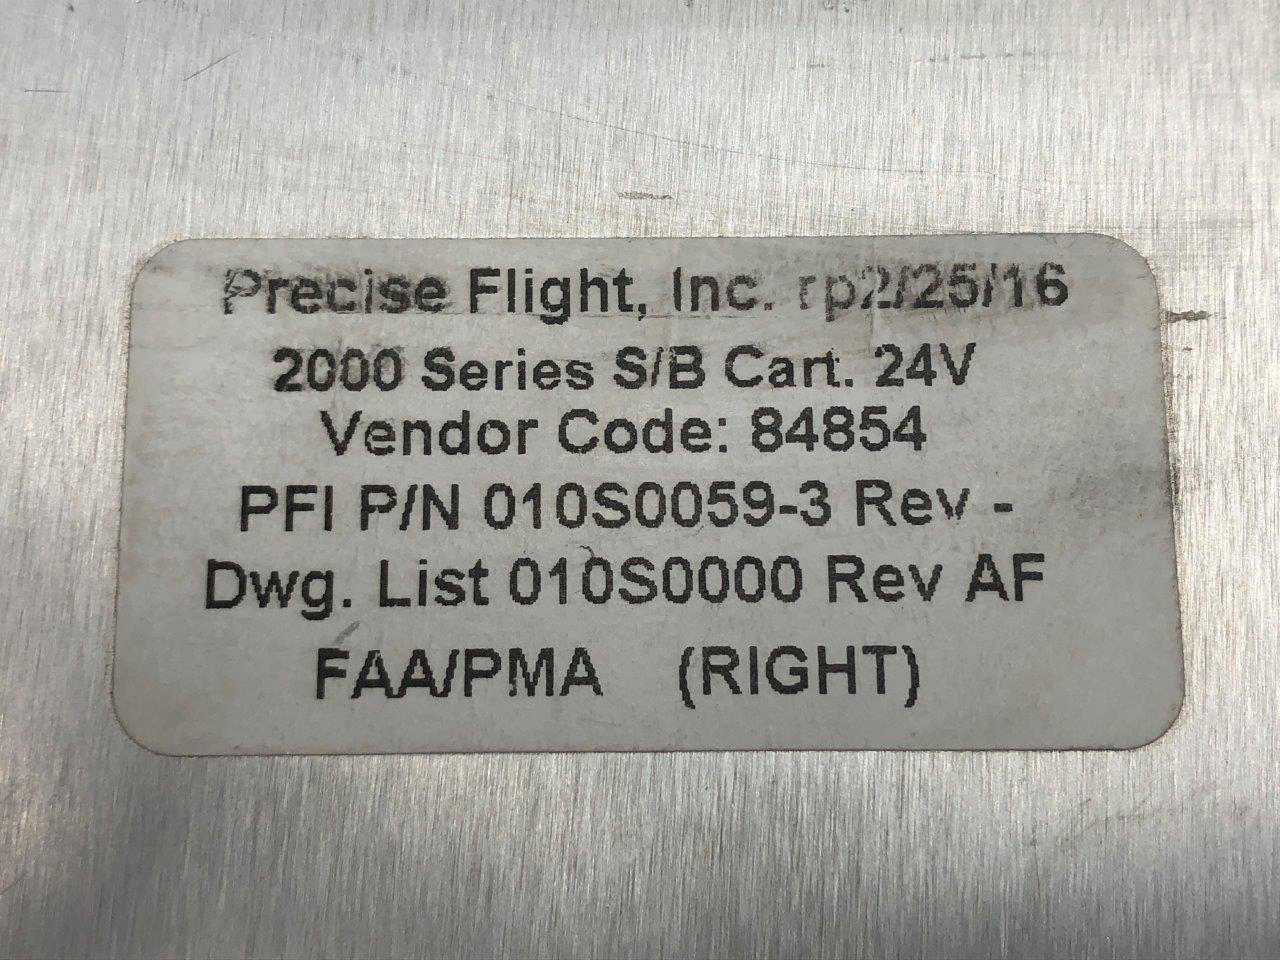 Precise Flight, Inc. rp2/25/16
2000 Series S/B Cart. 24V
Vendor Code: 84854
PFI P/N 010S0059-3 Rev -
Dwg. List 010S0000 Rev AF
FAA/PMA (RIGHT)